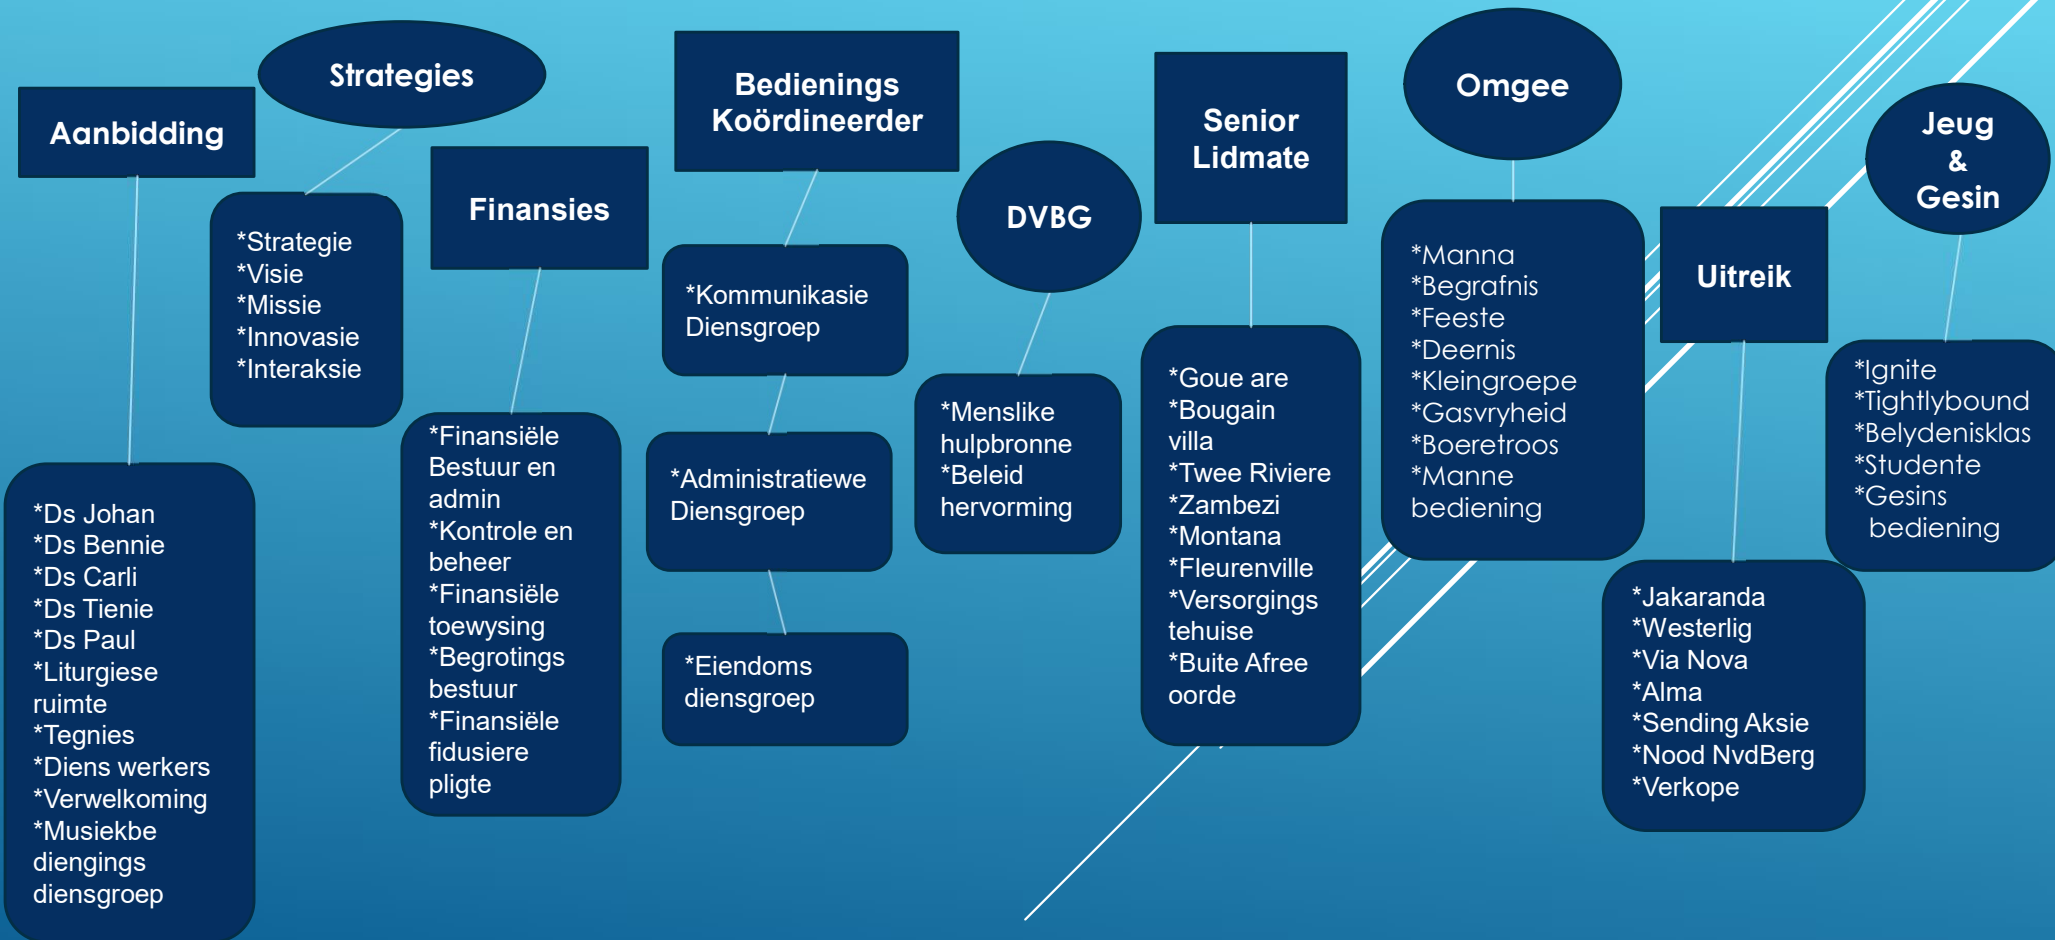 Aanbidding
*Ds Johan
*Ds Bennie
*Ds Carli
*Ds Tienie
*Ds Paul
*Liturgiese
ruimte
*Tegnies
*Diens werkers
*Verwelkoming
*Musiekbe
diengings
diensgroep
Strategies
*Strategie
*Visie
*Missie
*Innovasie
*Interaksie
Finansies
*Finansiële
Bestuur en
admin
*Kontrole en
beheer
*Finansiële
toewysing
*Begrotings
bestuur
*Finansiële
fidusiere
pligte
Bedienings
Koördineerder
*Kommunikasie
Diensgroep
*Administratiewe
Diensgroep
*Eiendoms
diensgroep
DVBG
*Menslike
hulpbronne
*Beleid
hervorming
Senior
Lidmate
*Goue are
*Bougain
villa
*Twee Riviere
*Zambezi
*Montana
*Fleurenville
*Versorgings
tehuise
*Buite Afree
oorde
Omgee
*Manna
*Begrafnis
*Feeste
*Deernis
*Kleingroepe
*Gasvryheid
*Boeretroos
*Manne
bediening
Uitreik
*Jakaranda
*Westerlig
*Via Nova
*Alma
*Sending Aksie
*Nood NvdBerg
*Verkope
Jeug
&
Gesin
*Ignite
*Tightlybound
*Belydenisklas
*Studente
*Gesins
bediening